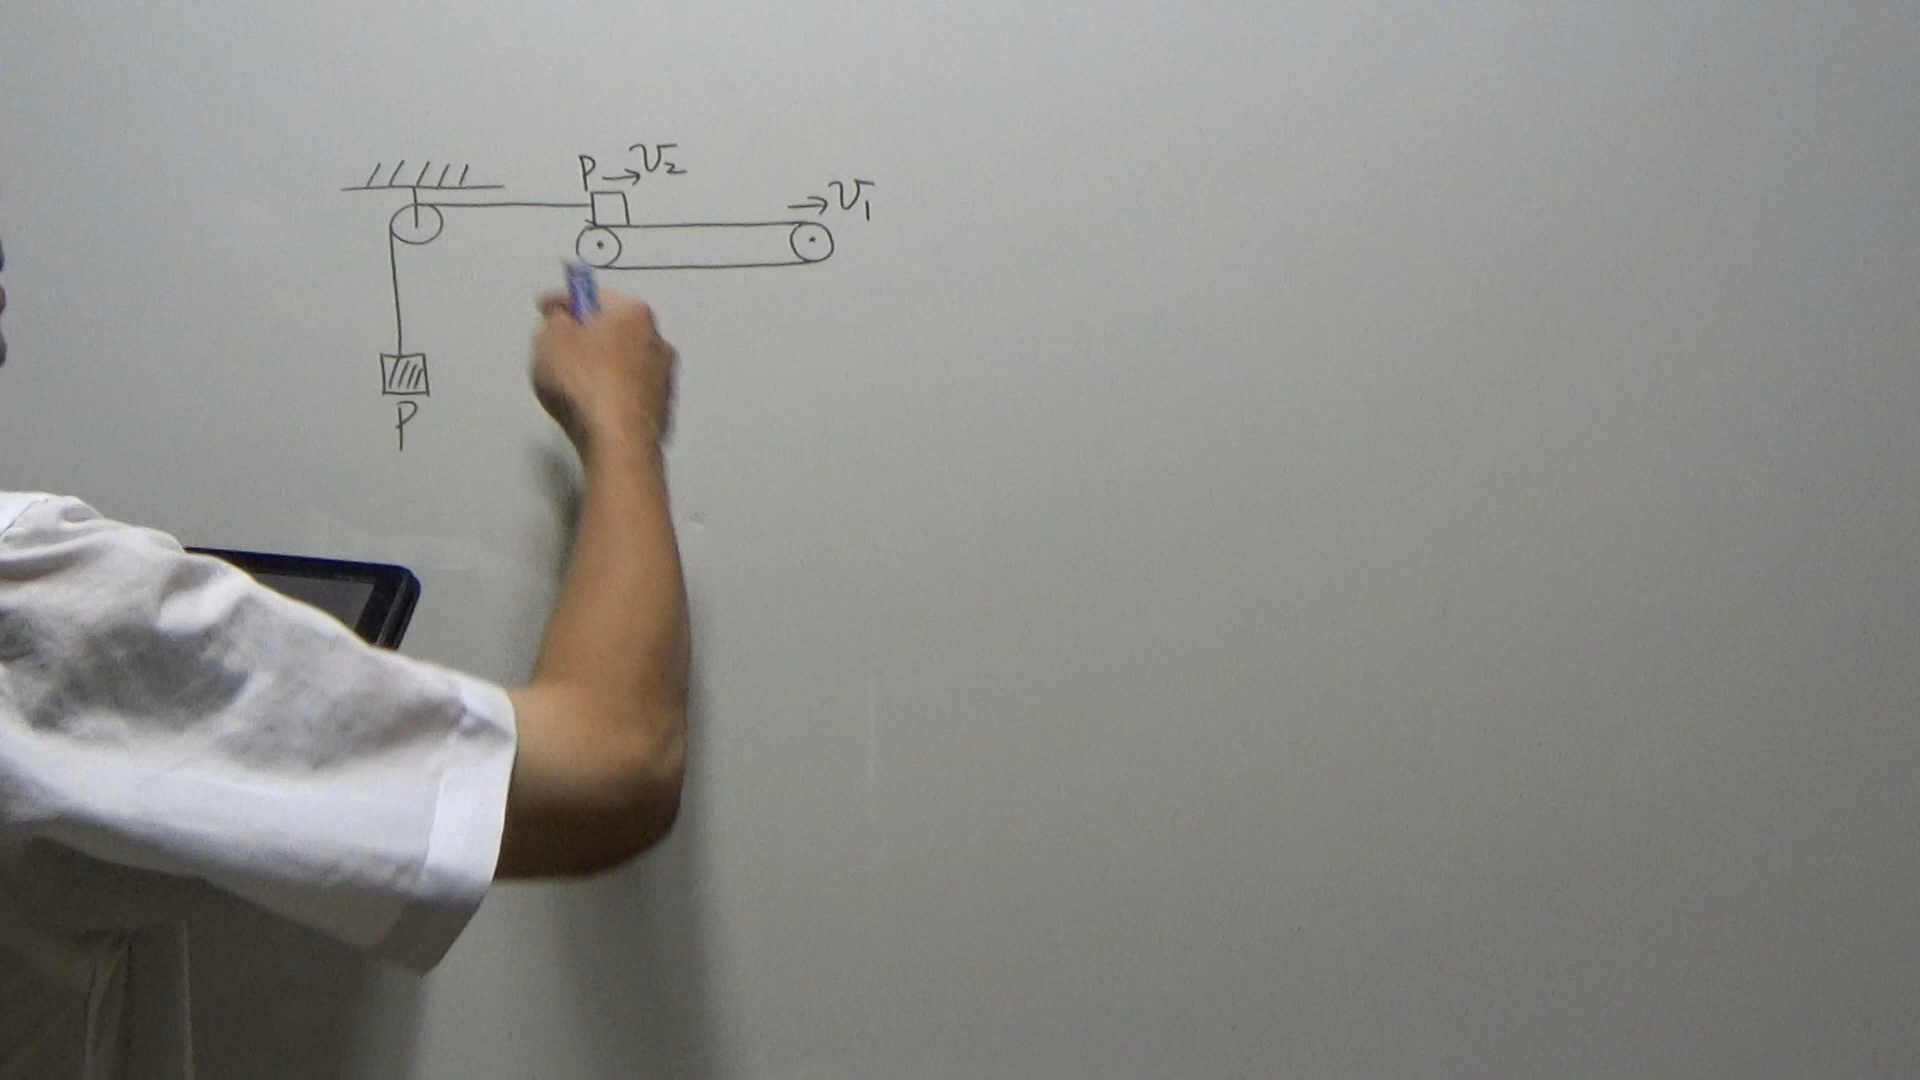 P → v₂
→ v₁
P